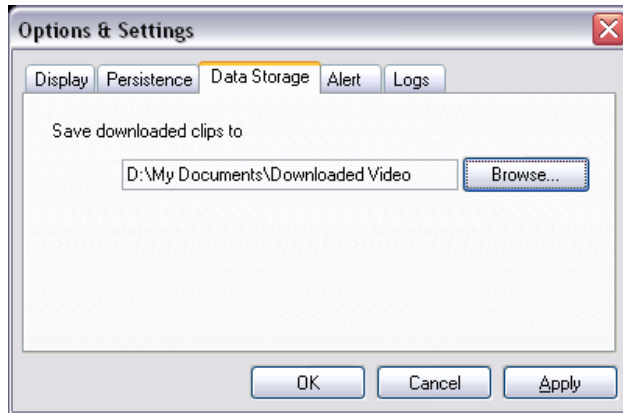 Options & Settings
Display Persistence Data Storage Alert Logs
Save downloaded clips to
D:\My Documents\Downloaded Video Browse...
OK Cancel Apply